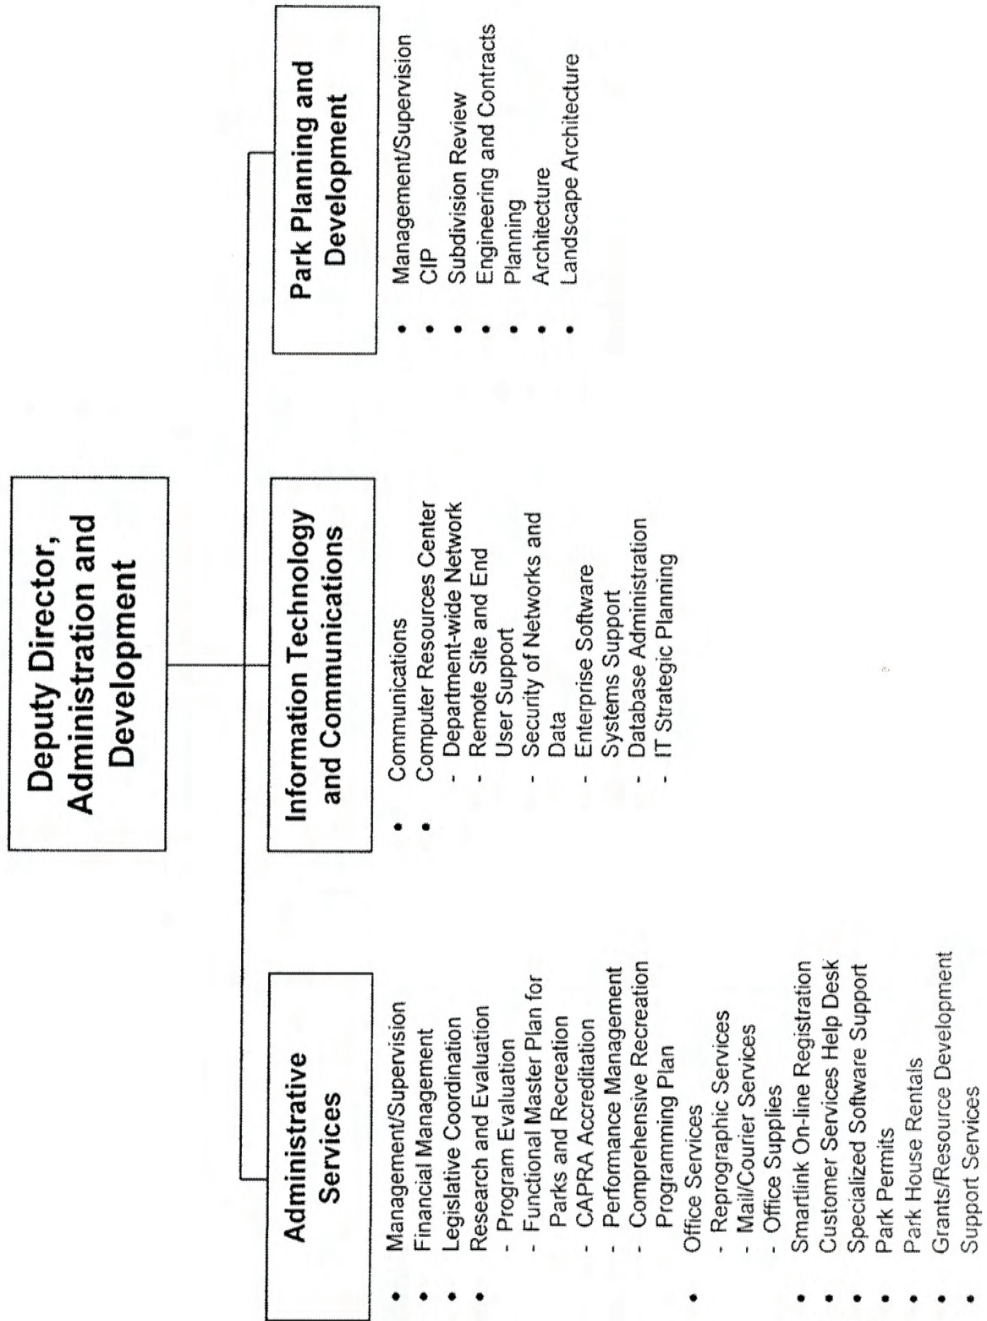 Deputy Director,
Administration and
Development
Administrative
Services
• Management/Supervision
• Financial Management
• Legislative Coordination
• Research and Evaluation
- Program Evaluation
- Functional Master Plan for
Parks and Recreation
- CAPRA Accreditation
- Performance Management
- Comprehensive Recreation
Programming Plan
• Office Services
- Reprographic Services
- Mail/Courier Services
- Office Supplies
• Smartlink On-line Registration
• Customer Services Help Desk
• Specialized Software Support
• Park Permits
• Park House Rentals
• Grants/Resource Development
• Support Services
Information Technology
and Communications
• Communications
• Computer Resources Center
- Department-wide Network
- Remote Site and End
User Support
- Security of Networks and
Data
- Enterprise Software
Systems Support
- Database Administration
- IT Strategic Planning
Park Planning and
Development
• Management/Supervision
• CIP
• Subdivision Review
• Engineering and Contracts
• Planning
• Architecture
• Landscape Architecture